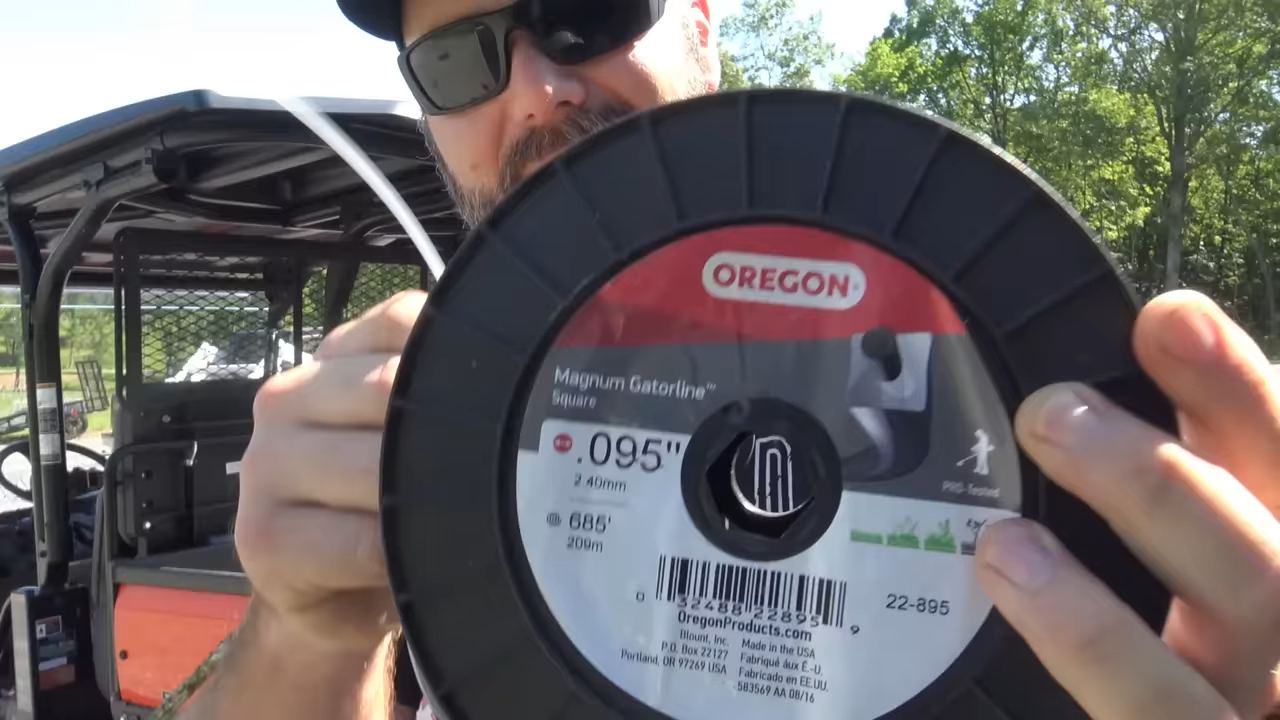 OREGON
Magnum Gatorline™
Square
.095"
2.40mm
685'
209m
PRO-Tested
0 32488 22895 9
22-895
OregonProducts.com
Blount, Inc.
P.O. Box 22127
Portland, OR 97269 USA
Made in the USA
Fabriqué aux É.-U.
Fabricado en EE.UU.
583569 AA 08/16